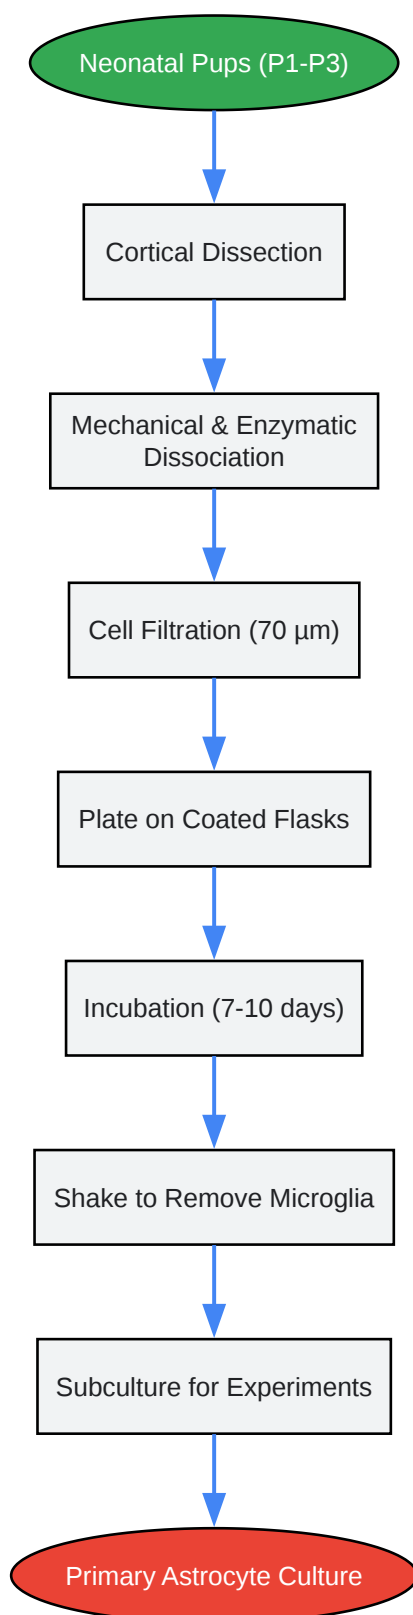 Neonatal Pups (P1-P3)
Cortical Dissection
Mechanical & Enzymatic
Dissociation
Cell Filtration (70 µm)
Plate on Coated Flasks
Incubation (7-10 days)
Shake to Remove Microglia
Subculture for Experiments
Primary Astrocyte Culture